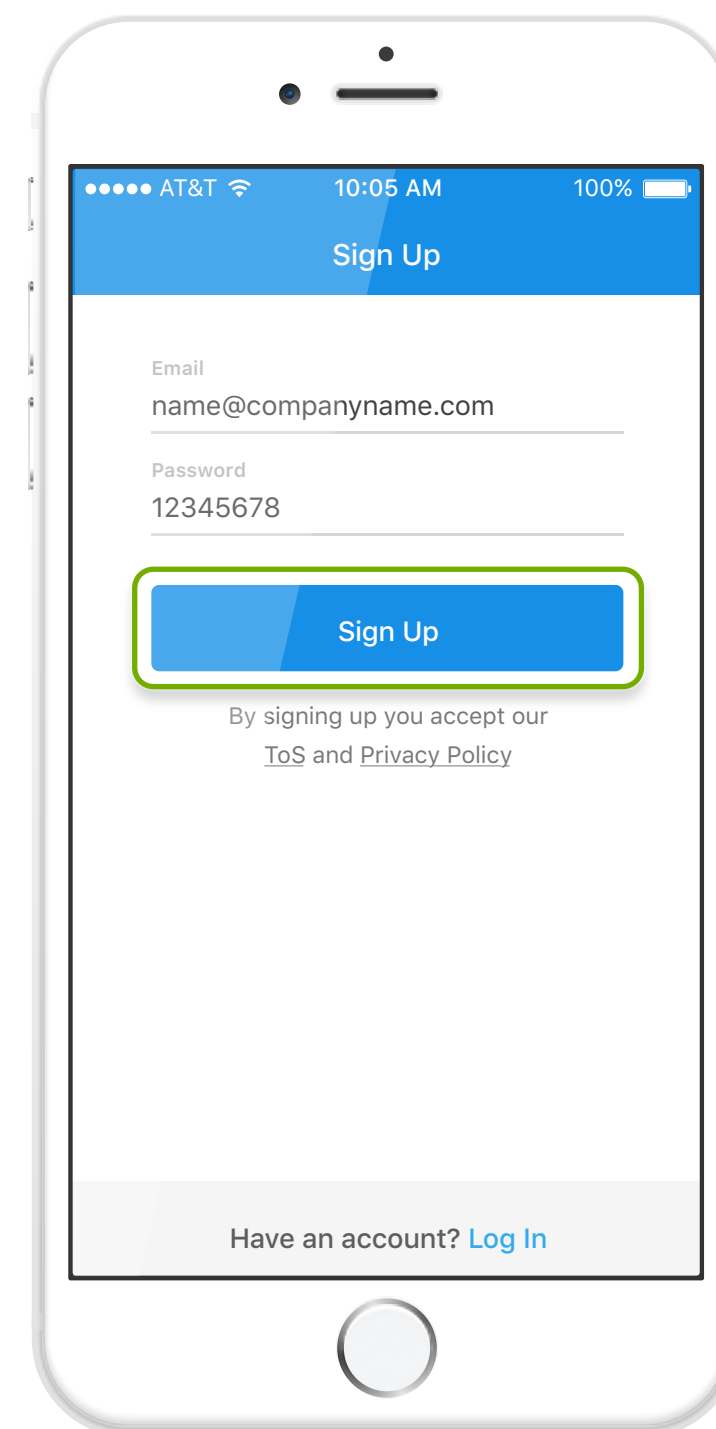 AT&T 10:05 AM 100%
Sign Up
Email
name@companyname.com
Password
12345678
Sign Up
By signing up you accept our
ToS and Privacy Policy
Have an account? Log In